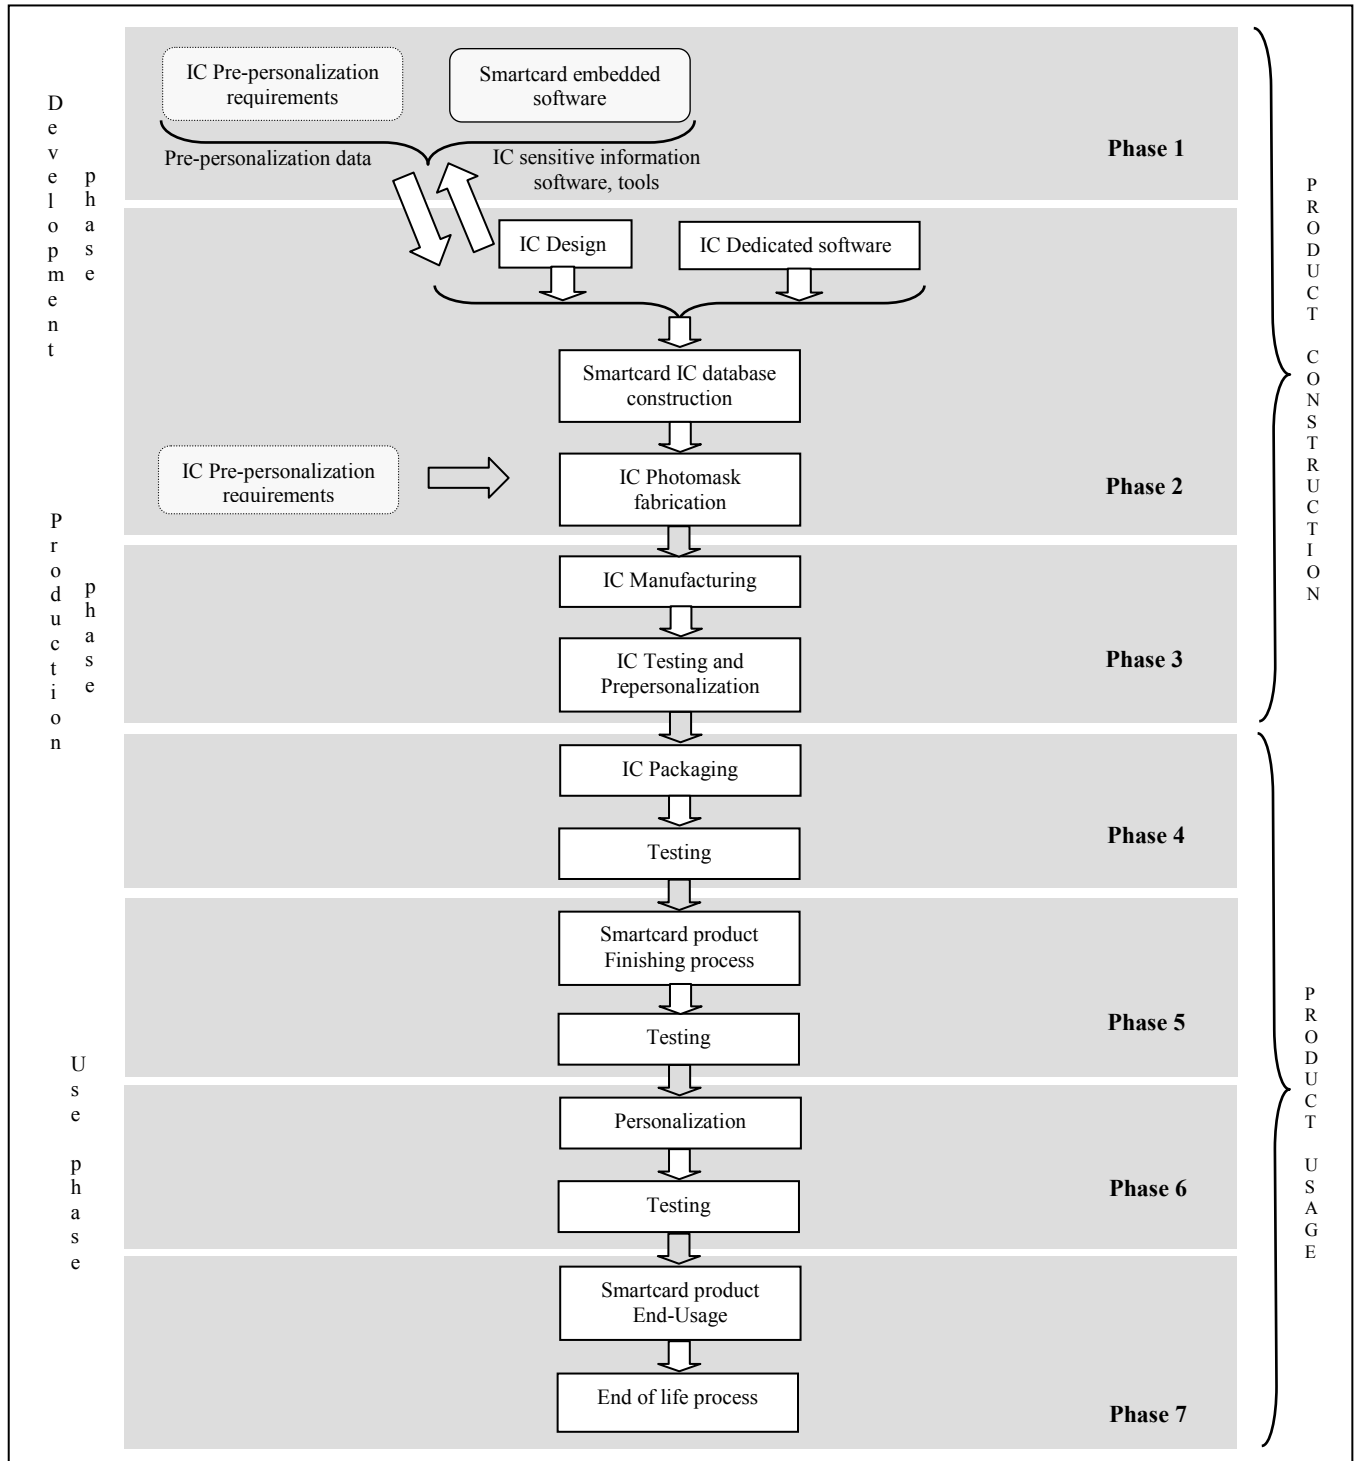 IC Pre-personalization
requirements
Smartcard embedded
software
Pre-personalization data
IC sensitive information
software, tools
Phase 1
Development
phase
IC Design
IC Dedicated software
Smartcard IC database
construction
IC Pre-personalization
requirements
IC Photomask
fabrication
Phase 2
PRODUCT CONSTRUCTION
Production
phase
IC Manufacturing
IC Testing and
Prepersonalization
Phase 3
IC Packaging
Testing
Phase 4
Smartcard product
Finishing process
Testing
Phase 5
PRODUCT USAGE
Use phase
Personalization
Testing
Phase 6
Smartcard product
End-Usage
End of life process
Phase 7